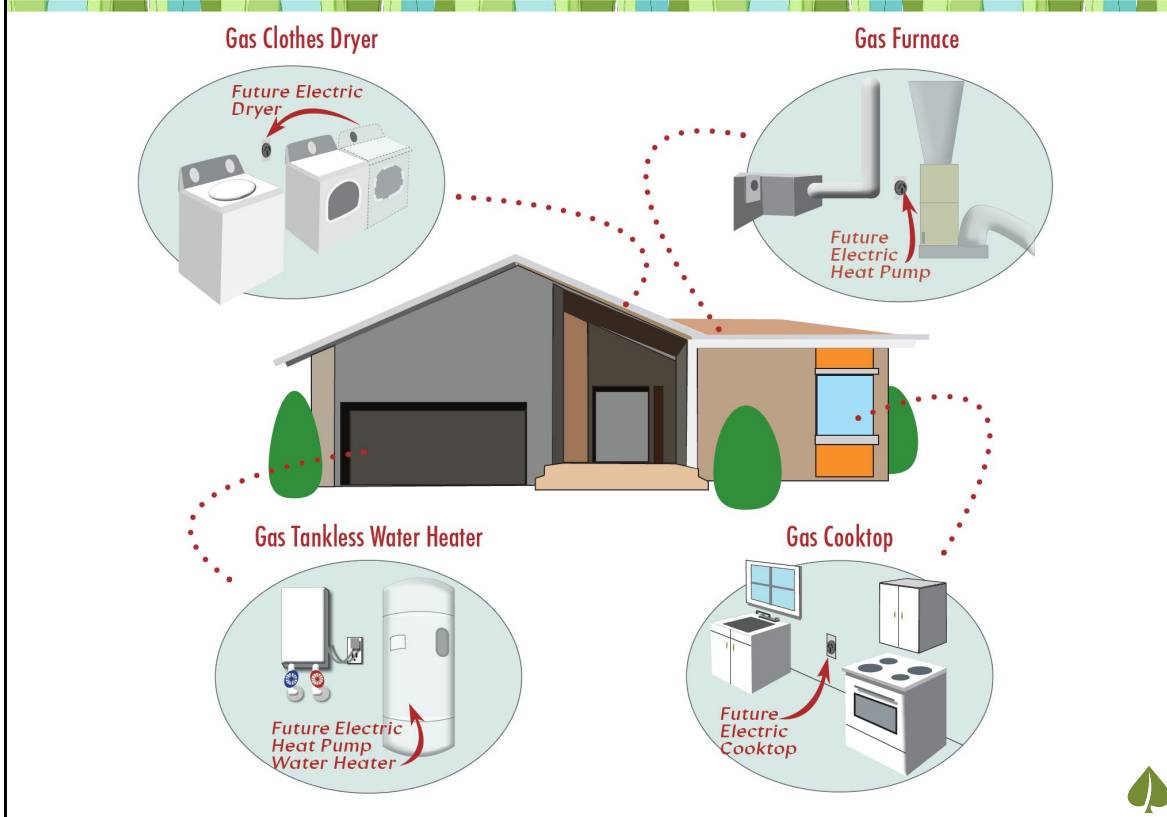 Gas Clothes Dryer
Future Electric
Dryer
Gas Furnace
Future
Electric
Heat Pump
Gas Tankless Water Heater
Future Electric
Heat Pump
Water Heater
Gas Cooktop
Future
Electric
Cooktop